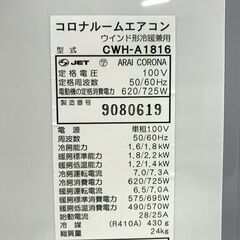 コロナルームエアコン
ウインド形冷暖兼用
型式 CWH-A1816
JET ARAI CORONA
定格電圧 100V
定格周波数 50/60Hz
電動機の定格消費電力 620/725W
製造番号
9080619
電源 単相100V
周波数 50/60Hz
冷房能力 1.6/1.8kW
暖房標準能力 1.8/2.2kW
暖房低温能力 1.2/1.4kW
冷房運転電流 7.0/7.3A
冷房消費電力 620/725W
暖房運転電流 6.5/7.0A
暖房標準消費電力 575/695W
暖房低温消費電力 490/570W
始動電流 28/25A
冷媒 (R410A) 430g
総質量 24kg